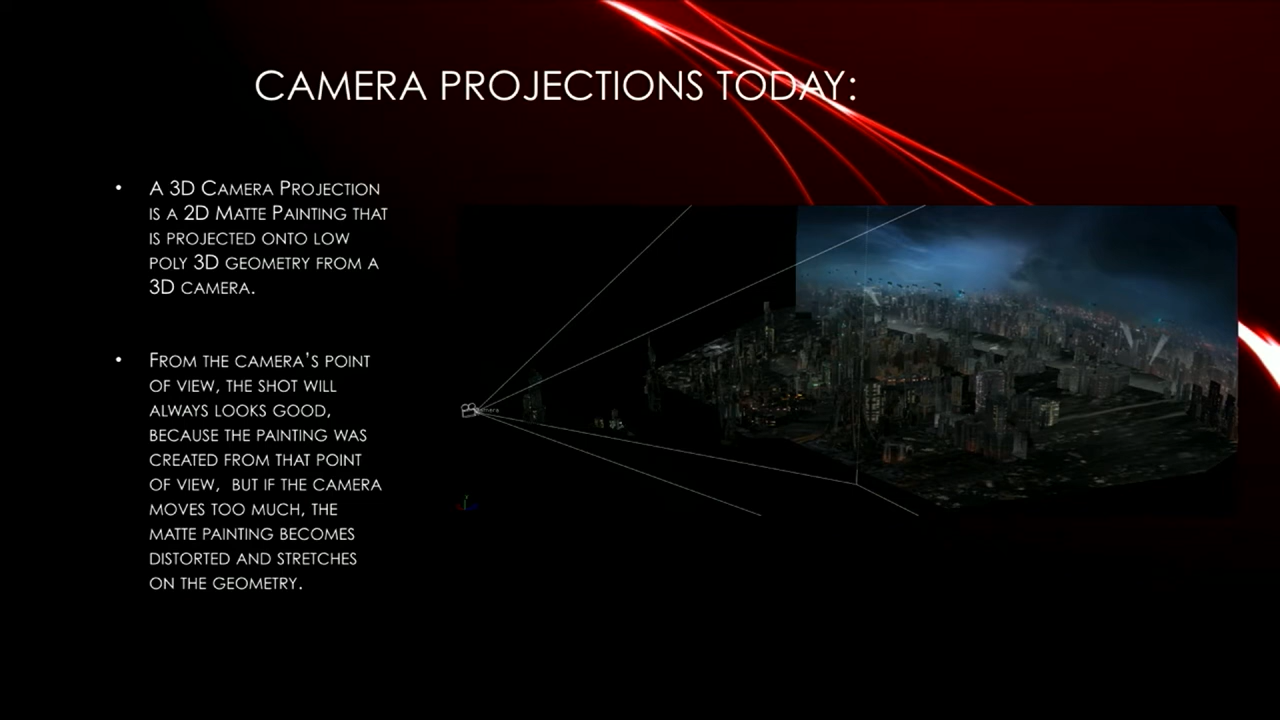 CAMERA PROJECTIONS TODAY:
• A 3D CAMERA PROJECTION
IS A 2D MATTE PAINTING THAT
IS PROJECTED ONTO LOW
POLY 3D GEOMETRY FROM A
3D CAMERA.
• FROM THE CAMERA'S POINT
OF VIEW, THE SHOT WILL
ALWAYS LOOKS GOOD,
BECAUSE THE PAINTING WAS
CREATED FROM THAT POINT
OF VIEW, BUT IF THE CAMERA
MOVES TOO MUCH, THE
MATTE PAINTING BECOMES
DISTORTED AND STRETCHES
ON THE GEOMETRY.